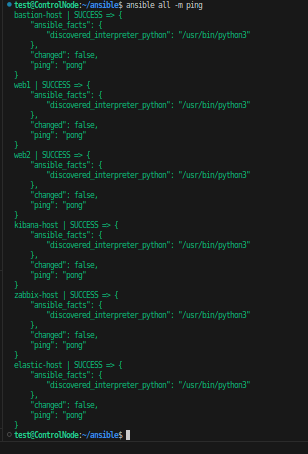 test@ControlNode:~/ansible$ ansible all -m ping
bastion-host | SUCCESS => {
    "ansible_facts": {
        "discovered_interpreter_python": "/usr/bin/python3"
    },
    "changed": false,
    "ping": "pong"
}
web1 | SUCCESS => {
    "ansible_facts": {
        "discovered_interpreter_python": "/usr/bin/python3"
    },
    "changed": false,
    "ping": "pong"
}
web2 | SUCCESS => {
    "ansible_facts": {
        "discovered_interpreter_python": "/usr/bin/python3"
    },
    "changed": false,
    "ping": "pong"
}
kibana-host | SUCCESS => {
    "ansible_facts": {
        "discovered_interpreter_python": "/usr/bin/python3"
    },
    "changed": false,
    "ping": "pong"
}
zabbix-host | SUCCESS => {
    "ansible_facts": {
        "discovered_interpreter_python": "/usr/bin/python3"
    },
    "changed": false,
    "ping": "pong"
}
elastic-host | SUCCESS => {
    "ansible_facts": {
        "discovered_interpreter_python": "/usr/bin/python3"
    },
    "changed": false,
    "ping": "pong"
}
test@ControlNode:~/ansible$